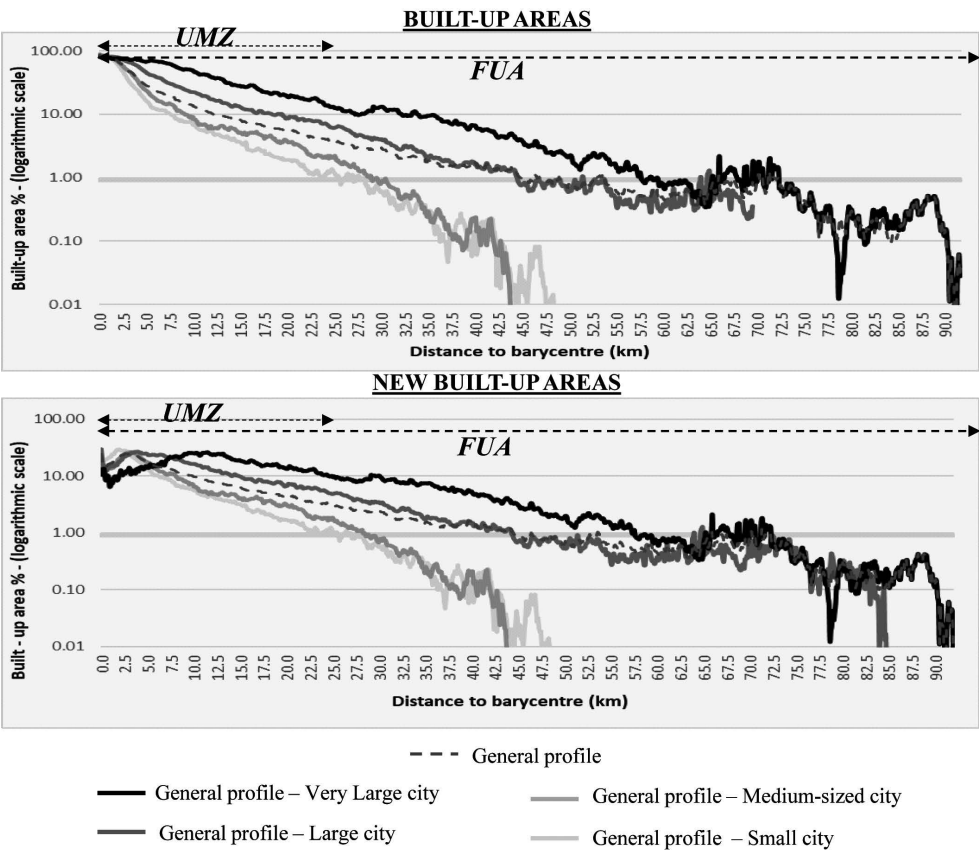 BUILT-UP AREAS
UMZ
FUA
Built-up area % - (logarithmic scale)
100.00
10.00
1.00
0.10
0.01
0.0 2.5 5.0 7.5 10.0 12.5 15.0 17.5 20.0 22.5 25.0 27.5 30.0 32.5 35.0 37.5 40.0 42.5 45.0 47.5 50.0 52.5 55.0 57.5 60.0 62.5 65.0 67.5 70.0 72.5 75.0 77.5 80.0 82.5 85.0 87.5 90.0
Distance to barycentre (km)
NEW BUILT-UP AREAS
UMZ
FUA
Built - up area % - (logarithmic scale)
100.00
10.00
1.00
0.10
0.01
0.0 2.5 5.0 7.5 10.0 12.5 15.0 17.5 20.0 22.5 25.0 27.5 30.0 32.5 35.0 37.5 40.0 42.5 45.0 47.5 50.0 52.5 55.0 57.5 60.0 62.5 65.0 67.5 70.0 72.5 75.0 77.5 80.0 82.5 85.0 87.5 90.0
Distance to barycentre (km)
General profile
General profile – Very Large city
General profile – Medium-sized city
General profile – Large city
General profile – Small city